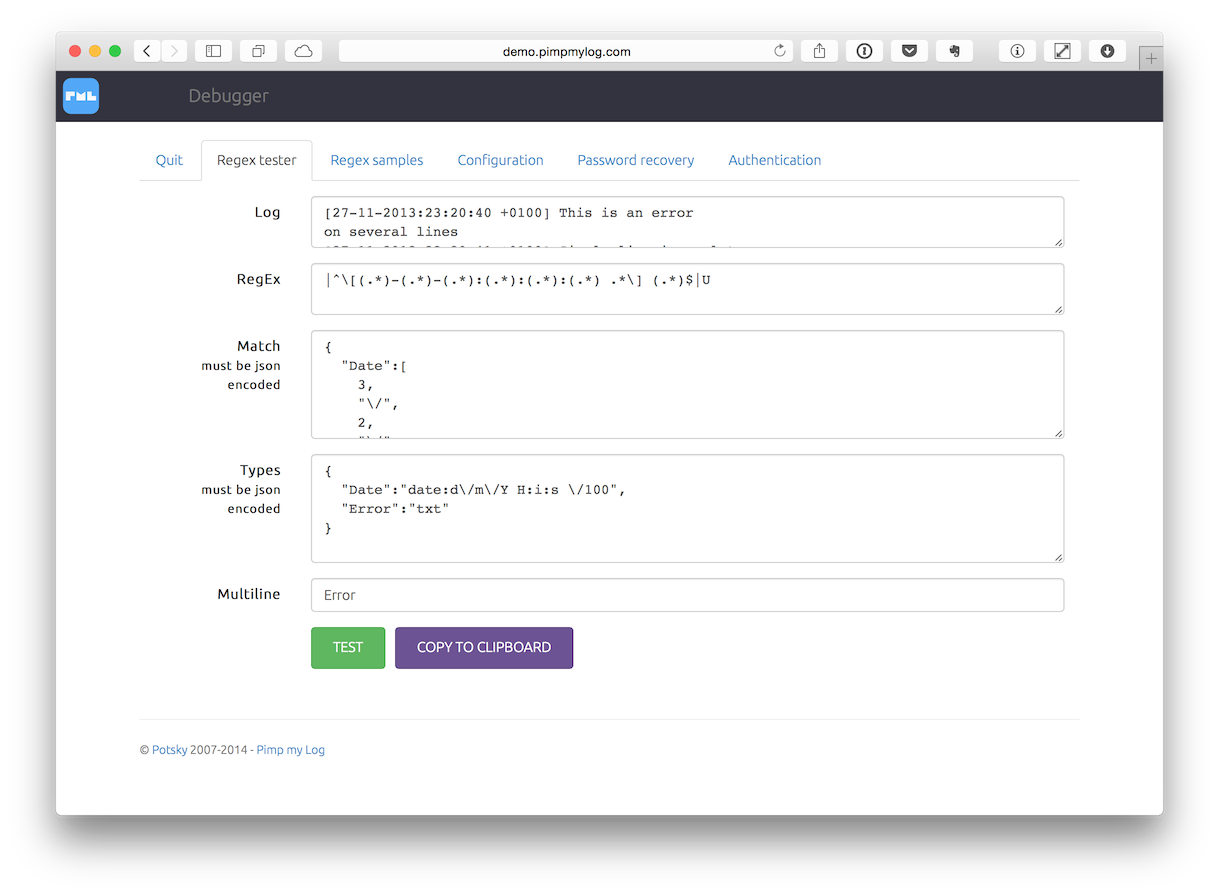 demo.pimpmylog.com
PML
Debugger
Quit
Regex tester
Regex samples
Configuration
Password recovery
Authentication
Log
[27-11-2013:23:20:40 +0100] This is an error
on several lines
RegEx
|^\[(.*)-(.*)-(.*):(.*):(.*):(.*) .*\] (.*)$|U
Match
must be json
encoded
{
"Date":[
3,
"\/",
2,
Types
must be json
encoded
{
"Date":"date:d\/m\/Y H:i:s \/100",
"Error":"txt"
}
Multiline
Error
TEST
COPY TO CLIPBOARD
© Potsky 2007-2014 - Pimp my Log